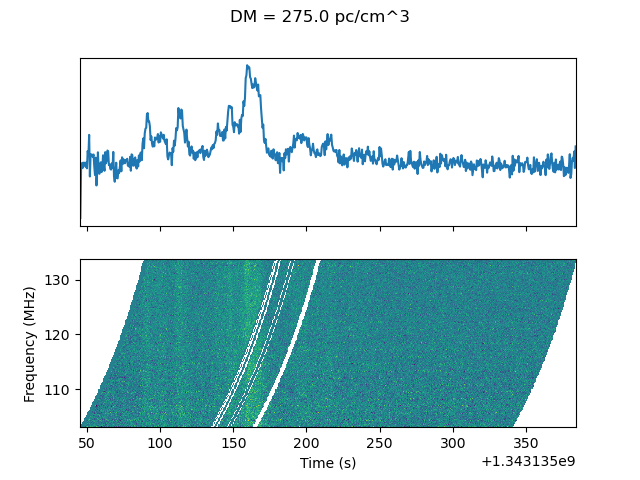 DM = 275.0 pc/cm^3
130
120
110
Frequency (MHz)
50 100 150 200 250 300 350
Time (s)
+1.343135e9